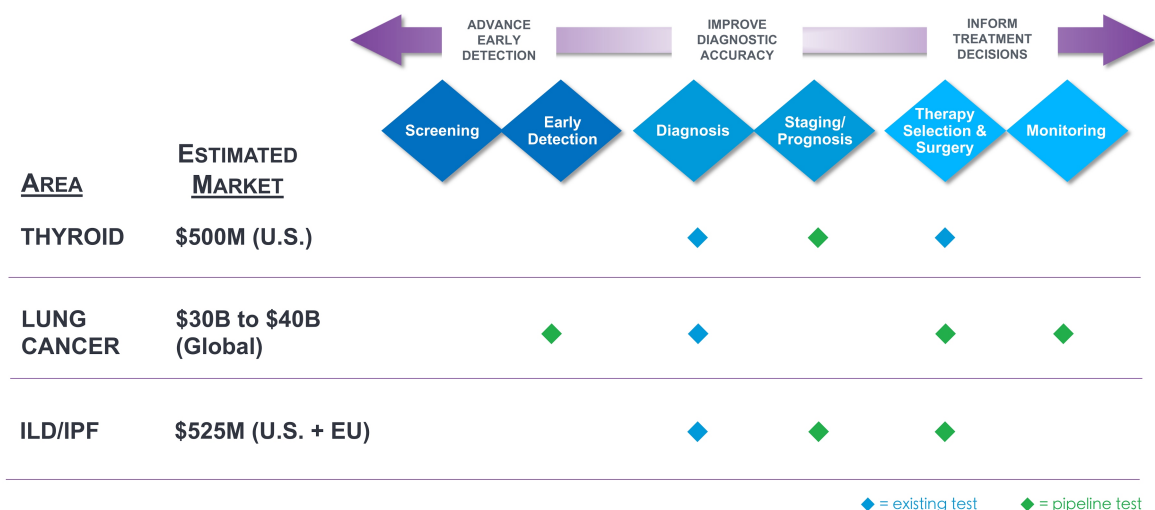 ADVANCE
EARLY
DETECTION
IMPROVE
DIAGNOSTIC
ACCURACY
INFORM
TREATMENT
DECISIONS
Screening
Early
Detection
Diagnosis
Staging/
Prognosis
Therapy
Selection &
Surgery
Monitoring
AREA
ESTIMATED
MARKET
THYROID
$500M (U.S.)
LUNG
CANCER
$30B to $40B
(Global)
ILD/IPF
$525M (U.S. + EU)
= existing test
= pipeline test